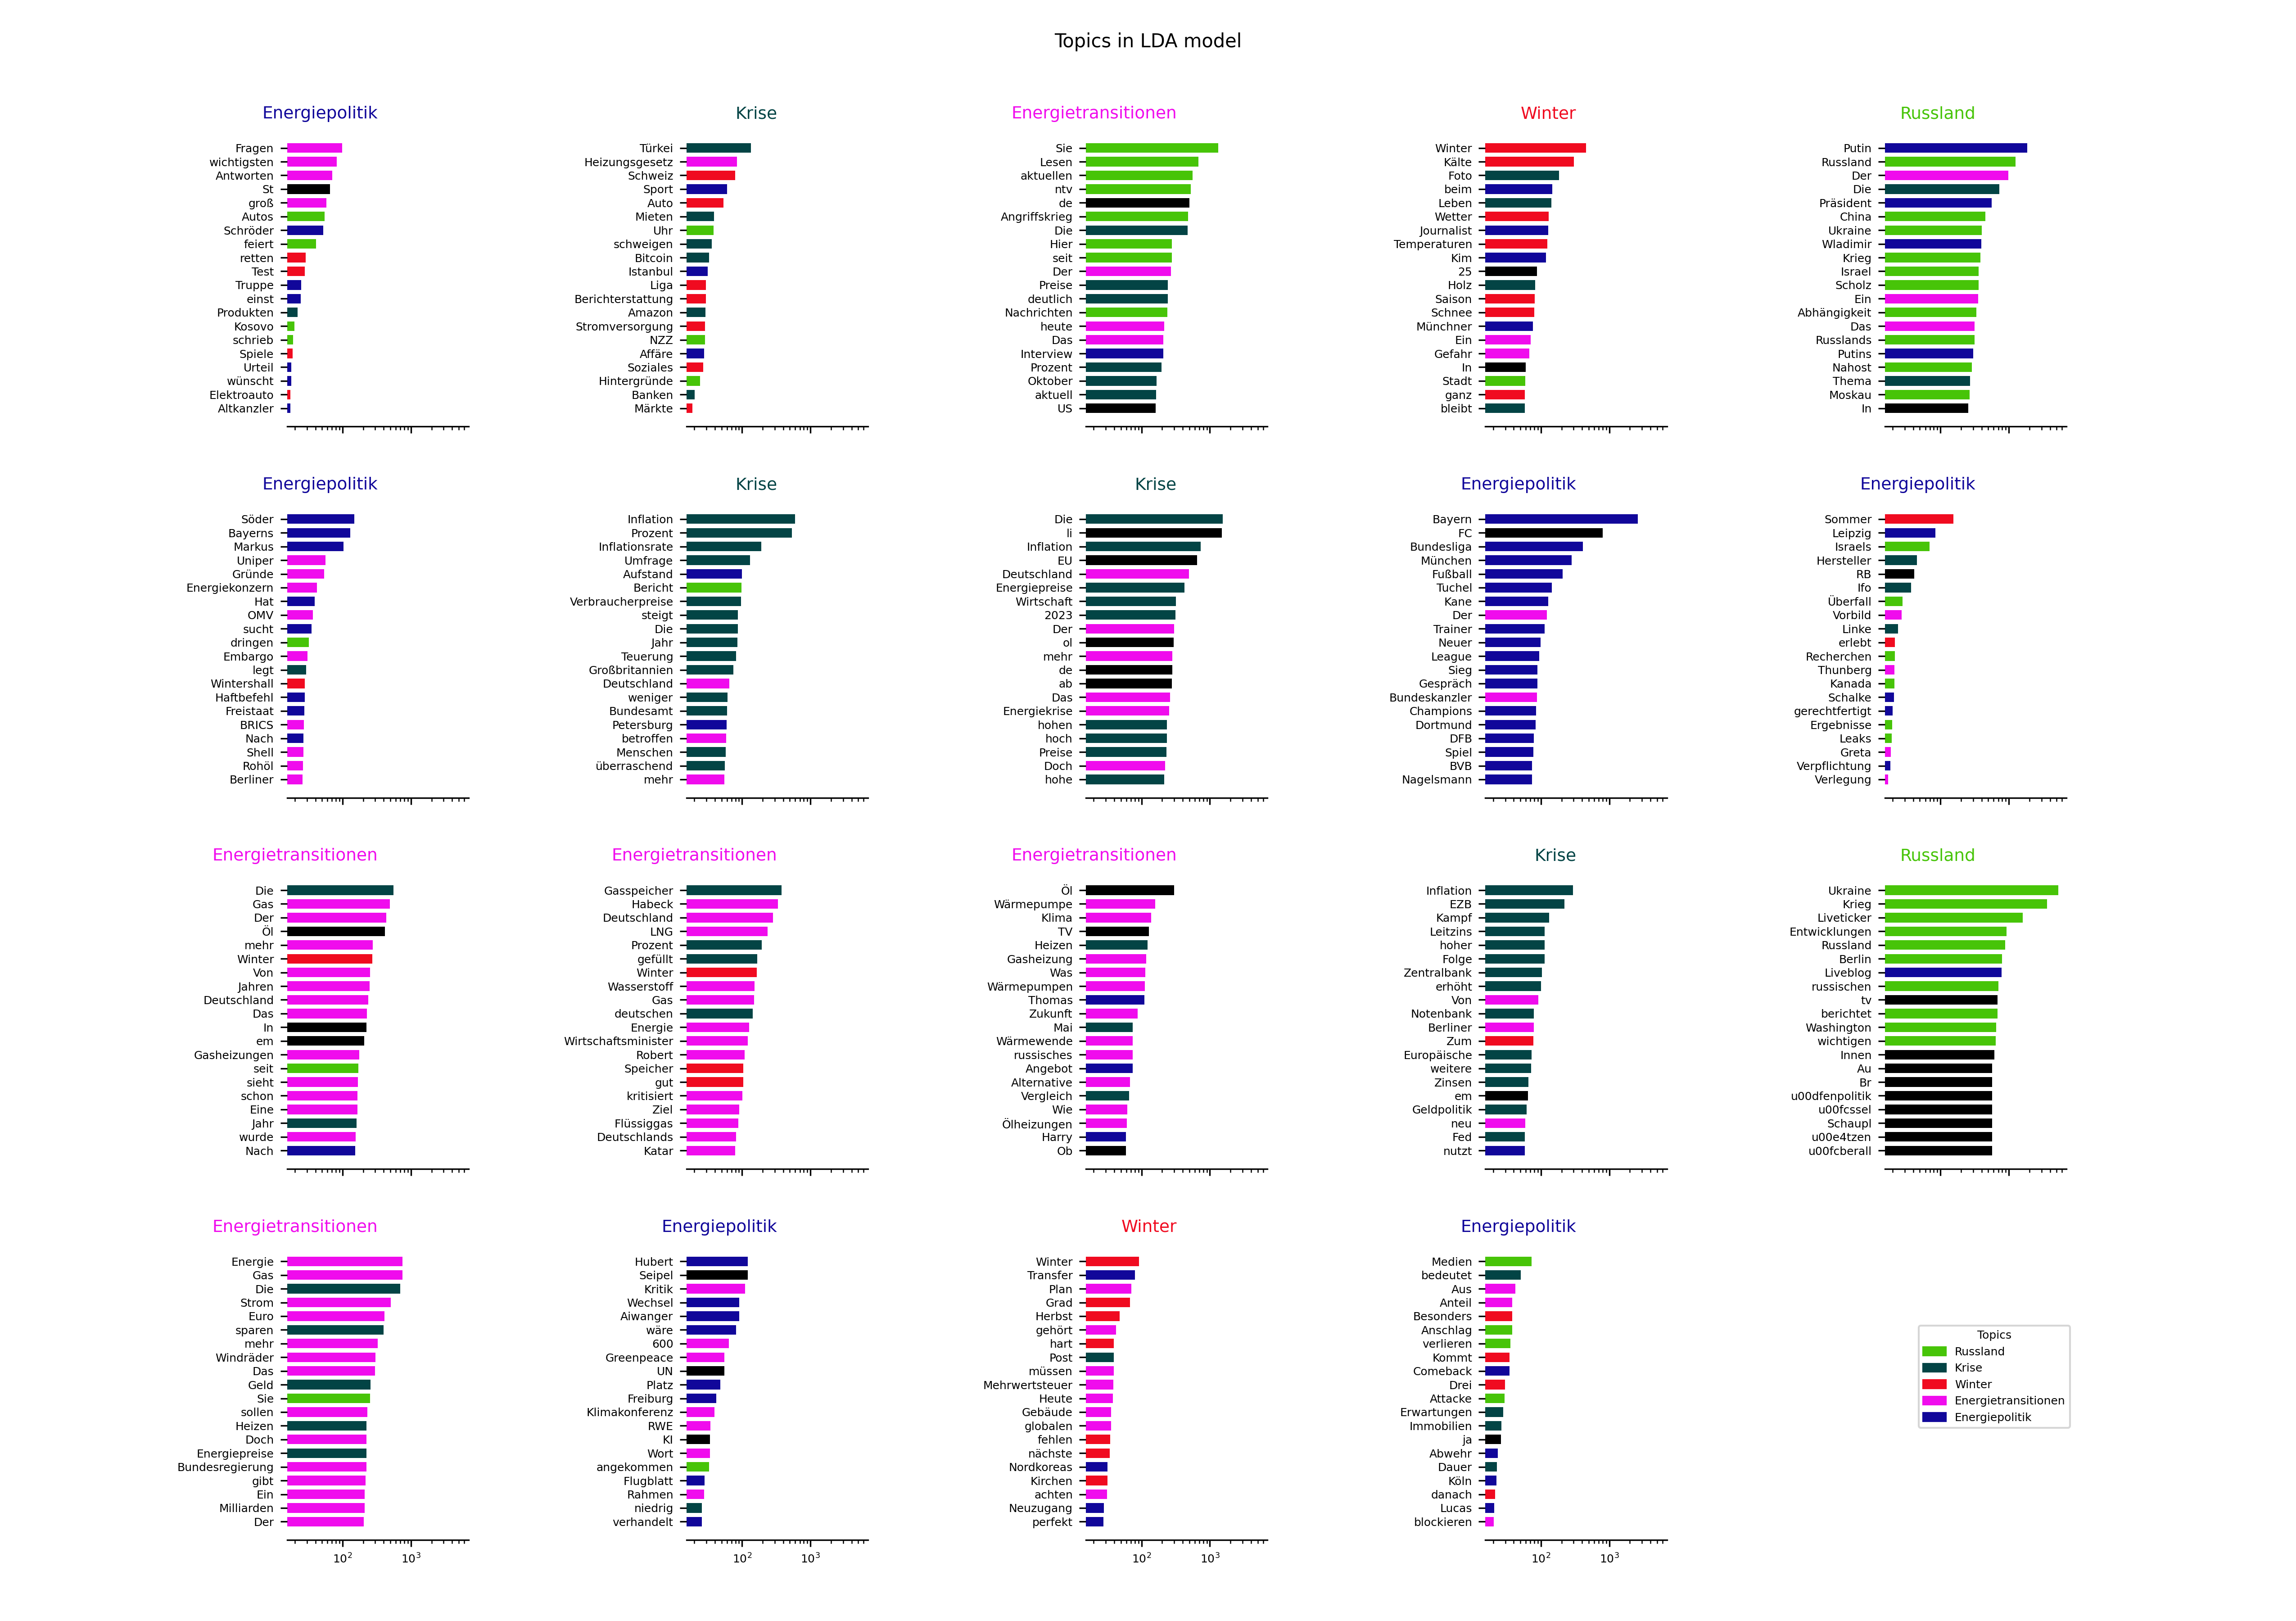 Topics in LDA model
Energiepolitik
Fragen
wichtigsten
Antworten
St
groß
Autos
Schröder
feiert
retten
Test
Truppe
einst
Produkten
Kosovo
schrieb
Spiele
Urteil
wünscht
Elektroauto
Altkanzler
Krise
Türkei
Heizungsgesetz
Schweiz
Sport
Auto
Mieten
Uhr
schweigen
Bitcoin
Istanbul
Liga
Berichterstattung
Amazon
Stromversorgung
NZZ
Affäre
Soziales
Hintergründe
Banken
Märkte
Energietransitionen
Sie
Lesen
aktuellen
ntv
de
Angriffskrieg
Die
Hier
seit
Der
Preise
deutlich
Nachrichten
heute
Das
Interview
Prozent
Oktober
aktuell
US
Winter
Winter
Kälte
Foto
beim
Leben
Wetter
Journalist
Temperaturen
Kim
25
Holz
Saison
Schnee
Münchner
Ein
Gefahr
In
Stadt
ganz
bleibt
Russland
Putin
Russland
Der
Die
Präsident
China
Ukraine
Wladimir
Krieg
Israel
Scholz
Ein
Abhängigkeit
Das
Russlands
Putins
Nahost
Thema
Moskau
In
Energiepolitik
Söder
Bayerns
Markus
Uniper
Gründe
Energiekonzern
Hat
OMV
sucht
dringen
Embargo
legt
Wintershall
Haftbefehl
Freistaat
BRICS
Nach
Shell
Rohöl
Berliner
Krise
Inflation
Prozent
Inflationsrate
Umfrage
Aufstand
Bericht
Verbraucherpreise
steigt
Die
Jahr
Teuerung
Großbritannien
Deutschland
weniger
Bundesamt
Petersburg
betroffen
Menschen
überraschend
mehr
Krise
Die
li
Inflation
EU
Deutschland
Energiepreise
Wirtschaft
2023
Der
ol
mehr
de
ab
Das
Energiekrise
hohen
hoch
Preise
Doch
hohe
Energiepolitik
Bayern
FC
Bundesliga
München
Fußball
Tuchel
Kane
Der
Trainer
Neuer
League
Sieg
Gespräch
Bundeskanzler
Champions
Dortmund
DFB
Spiel
BVB
Nagelsmann
Energiepolitik
Sommer
Leipzig
Israels
Hersteller
RB
Ifo
Überfall
Vorbild
Linke
erlebt
Recherchen
Thunberg
Kanada
Schalke
gerechtfertigt
Ergebnisse
Leaks
Greta
Verpflichtung
Verlegung
Energietransitionen
Die
Gas
Der
Öl
mehr
Winter
Von
Jahren
Deutschland
Das
In
em
Gasheizungen
seit
sieht
schon
Eine
Jahr
wurde
Nach
Energietransitionen
Gasspeicher
Habeck
Deutschland
LNG
Prozent
gefüllt
Winter
Wasserstoff
Gas
deutschen
Energie
Wirtschaftsminister
Robert
Speicher
gut
kritisiert
Ziel
Flüssiggas
Deutschlands
Katar
Energietransitionen
Öl
Wärmepumpe
Klima
TV
Heizen
Gasheizung
Was
Wärmepumpen
Thomas
Zukunft
Mai
Wärmewende
russisches
Angebot
Alternative
Vergleich
Wie
Ölheizungen
Harry
Ob
Krise
Inflation
EZB
Kampf
Leitzins
hoher
Folge
Zentralbank
erhöht
Von
Notenbank
Berliner
Zum
Europäische
weitere
Zinsen
em
Geldpolitik
neu
Fed
nutzt
Russland
Ukraine
Krieg
Liveticker
Entwicklungen
Russland
Berlin
Liveblog
russischen
tv
berichtet
Washington
wichtigen
Innen
Au
Br
u00dfenpolitik
u00fcssel
Schaupl
u00e4tzen
u00fcberall
Energietransitionen
Energie
Gas
Die
Strom
Euro
sparen
mehr
Windräder
Das
Geld
Sie
sollen
Heizen
Doch
Energiepreise
Bundesregierung
gibt
Ein
Milliarden
Der
10² 10³
Energiepolitik
Hubert
Seipel
Kritik
Wechsel
Aiwanger
wäre
600
Greenpeace
UN
Platz
Freiburg
Klimakonferenz
RWE
KI
Wort
angekommen
Flugblatt
Rahmen
niedrig
verhandelt
10² 10³
Winter
Winter
Transfer
Plan
Grad
Herbst
gehört
hart
Post
müssen
Mehrwertsteuer
Heute
Gebäude
globalen
fehlen
nächste
Nordkoreas
Kirchen
achten
Neuzugang
perfekt
10² 10³
Energiepolitik
Medien
bedeutet
Aus
Anteil
Besonders
Anschlag
verlieren
Kommt
Comeback
Drei
Attacke
Erwartungen
Immobilien
ja
Abwehr
Dauer
Köln
danach
Lucas
blockieren
10² 10³
Topics
Russland
Krise
Winter
Energietransitionen
Energiepolitik